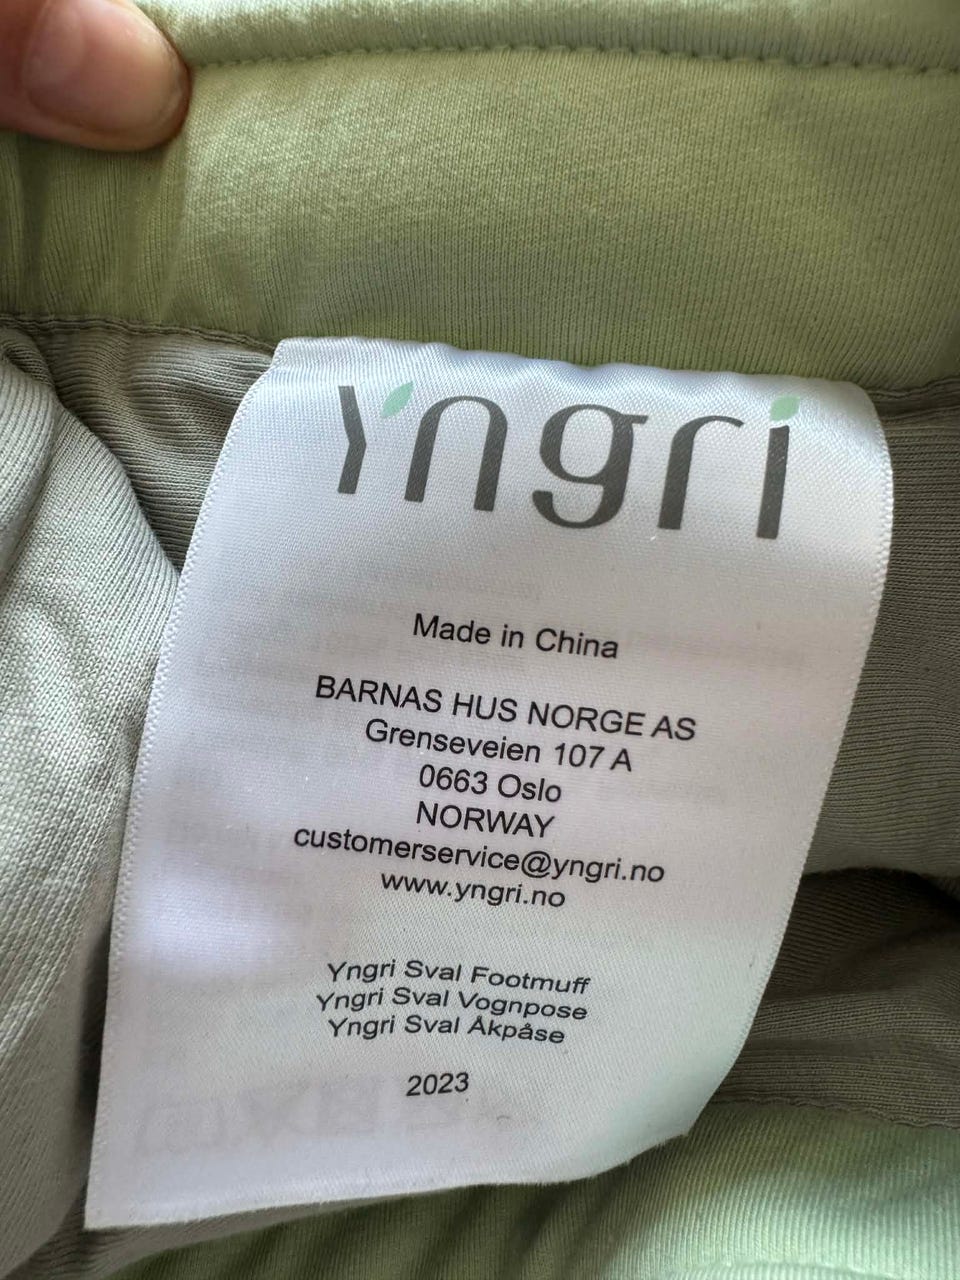 Yngri
Made in China
BARNAS HUS NORGE AS
Grenseveien 107 A
0663 Oslo
NORWAY
customerservice@yngri.no
www.yngri.no
Yngri Sval Footmuff
Yngri Sval Vognpose
Yngri Sval Åkpåse
2023